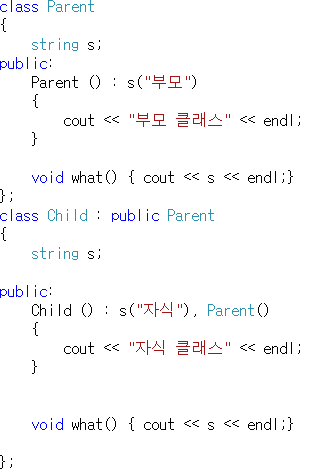 class Parent
{
    string s;
public:
    Parent () : s("부모")
    {
        cout << "부모 클래스" << endl;
    }

    void what() { cout << s << endl;}
};
class Child : public Parent
{
    string s;

public:
    Child () : s("자식"), Parent()
    {
        cout << "자식 클래스" << endl;
    }


    void what() { cout << s << endl;}

};